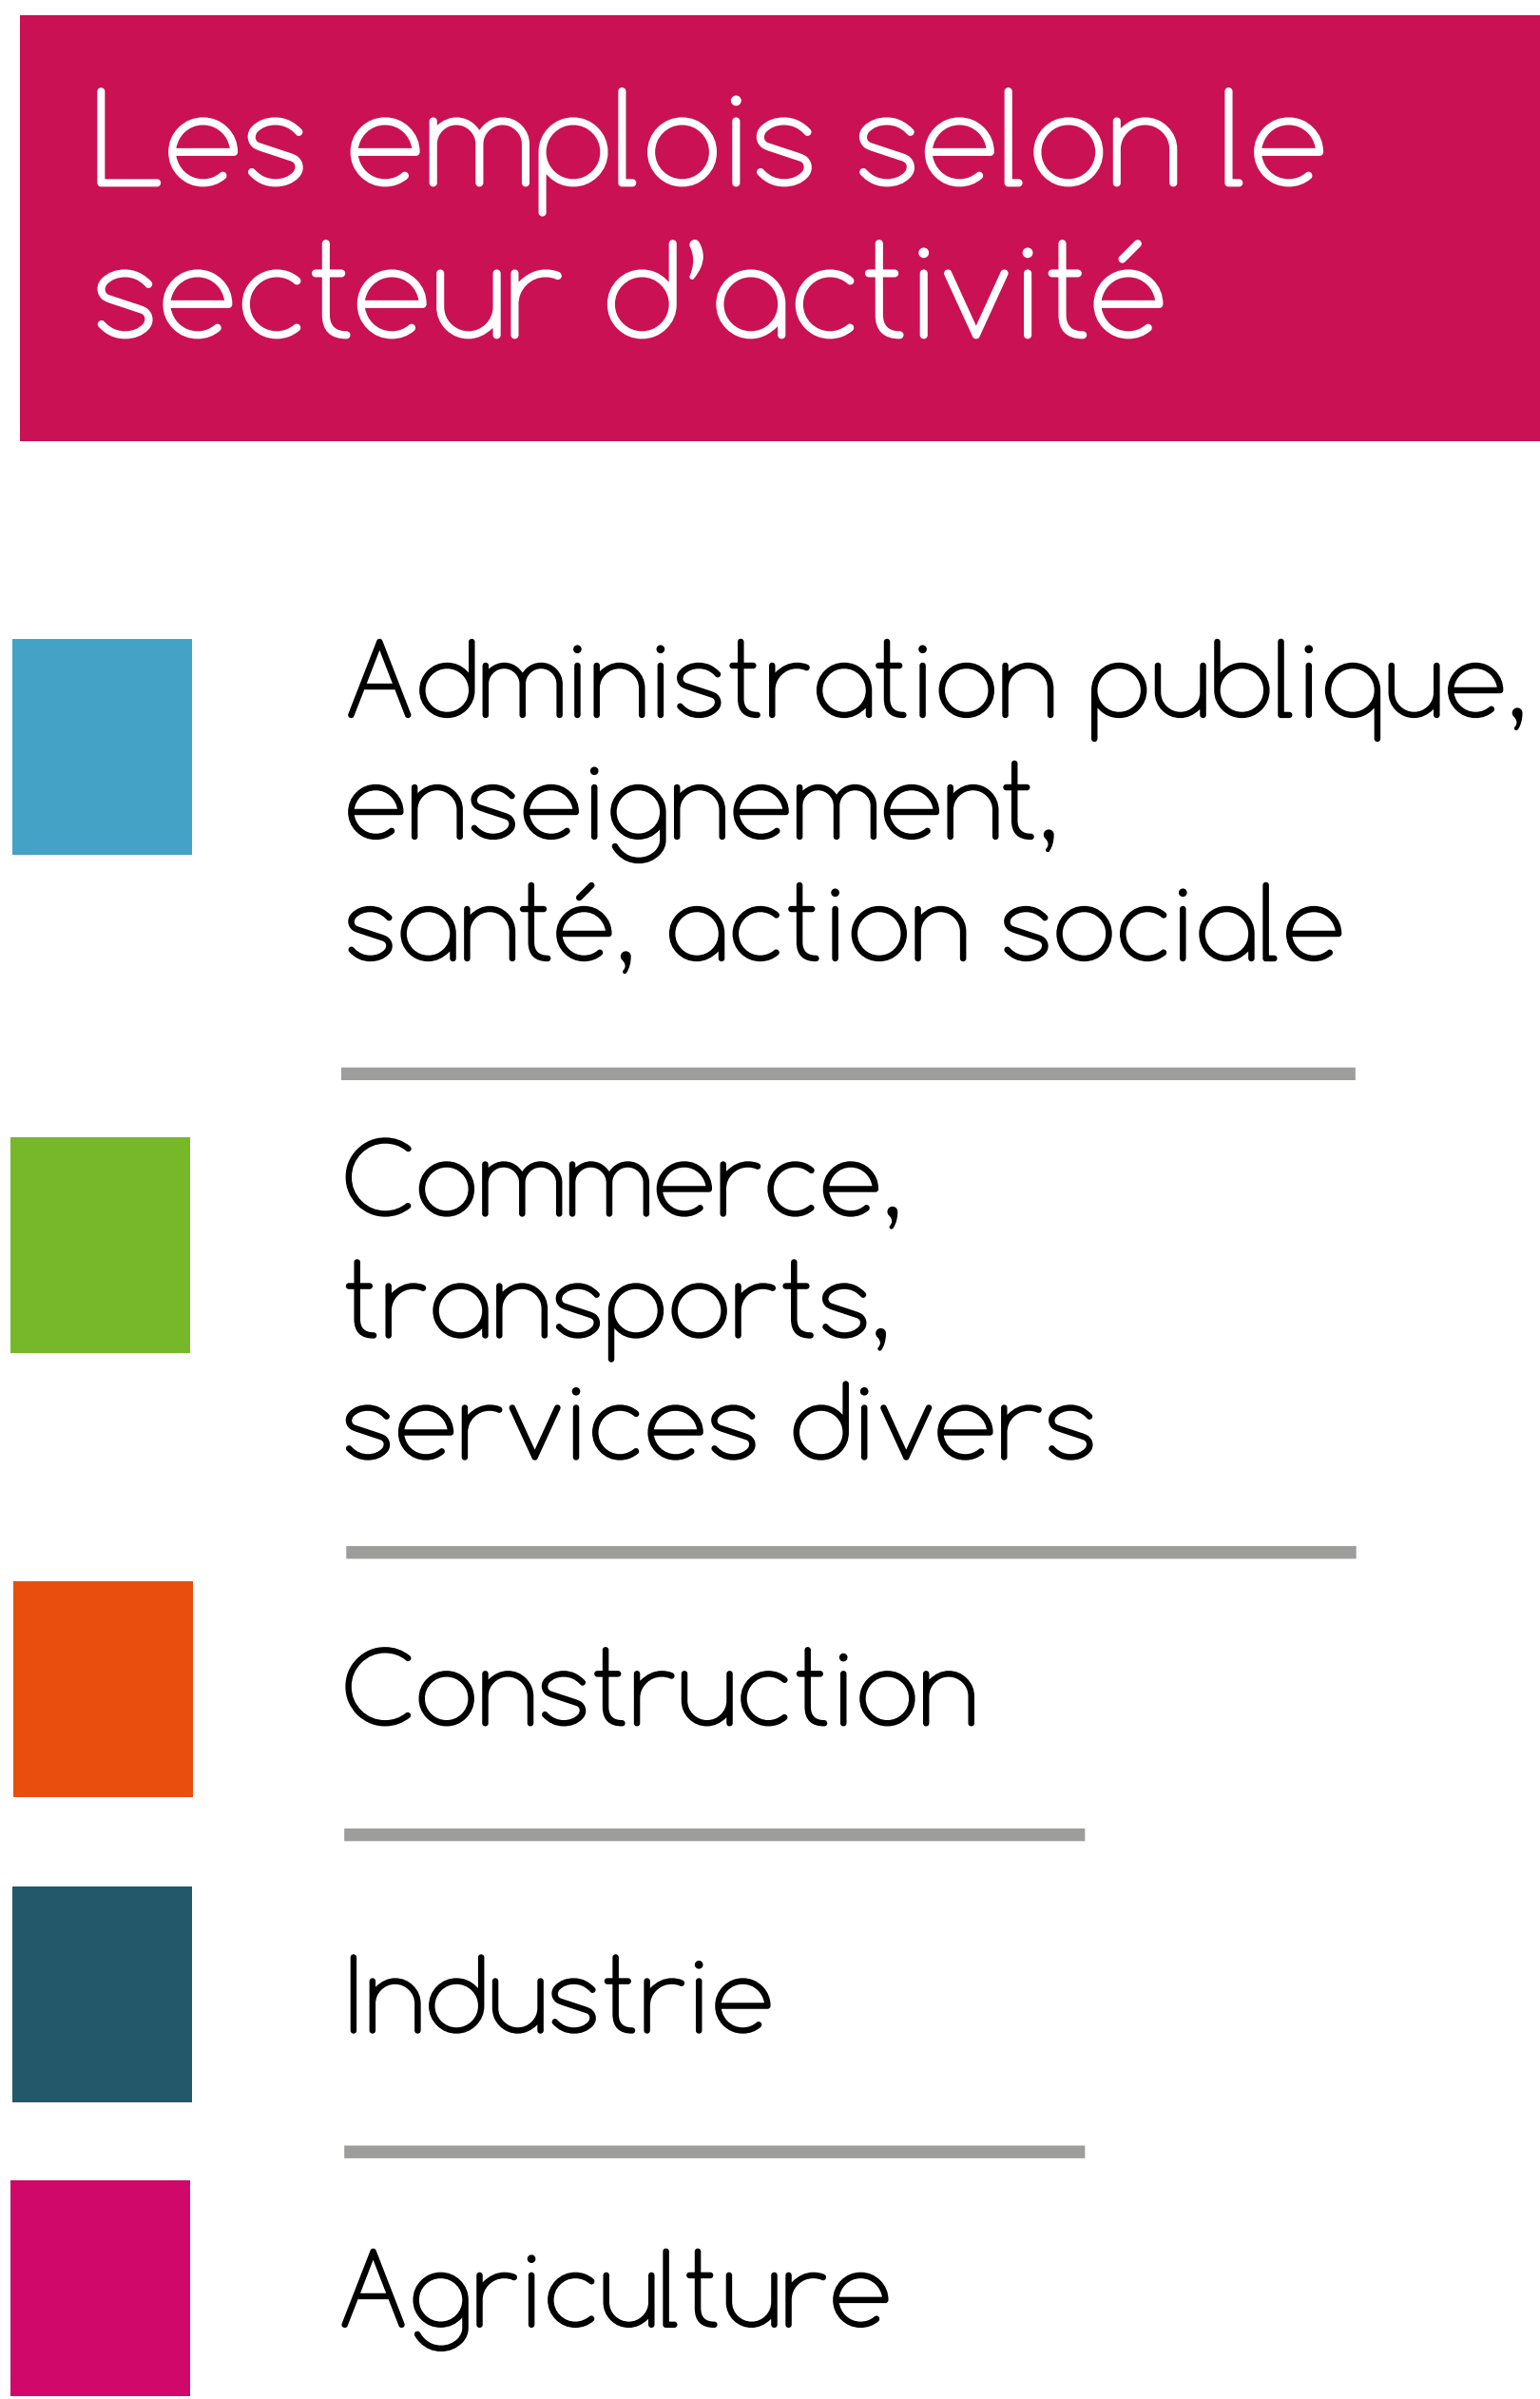 Les emplois selon le
secteur d’activité
Administration publique,
enseignement,
santé, action sociale
Commerce,
transports,
services divers
Construction
Industrie
Agriculture